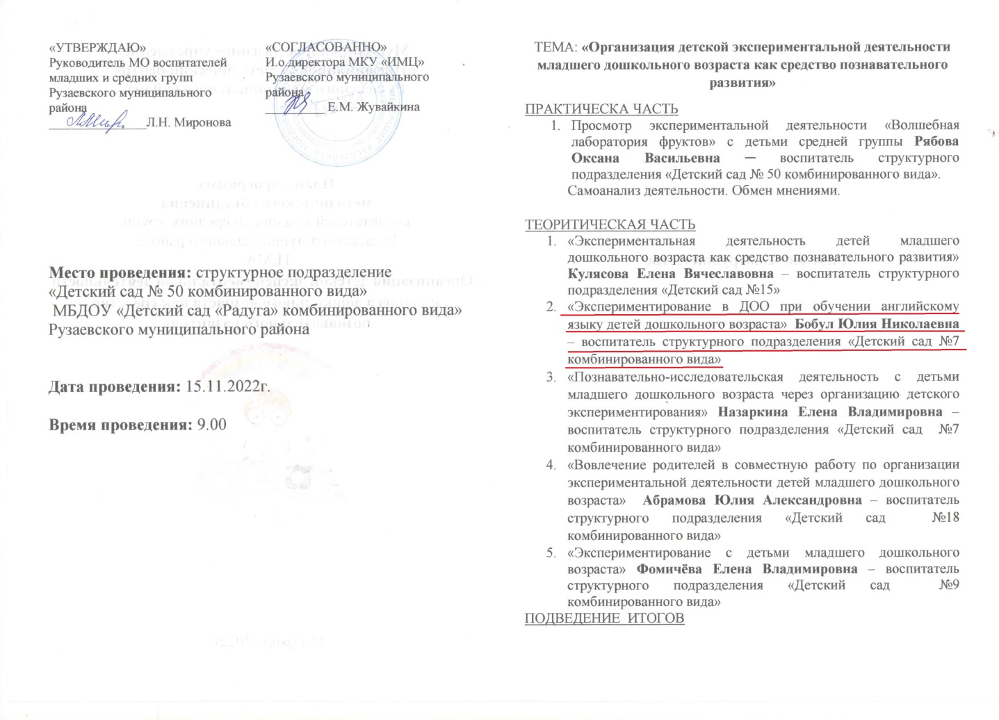 «УТВЕРЖДАЮ»
Руководитель МО воспитателей
младших и средних групп
Рузаевского муниципального
района
Л.Н. Миронова
«СОГЛАСОВАННО»
И.о.директора МКУ «ИМЦ»
Рузаевского муниципального
района
Е.М. Жувайкина
Место проведения: структурное подразделение
«Детский сад № 50 комбинированного вида»
МБДОУ «Детский сад «Радуга» комбинированного вида»
Рузаевского муниципального района
Дата проведения: 15.11.2022г.
Время проведения: 9.00
ТЕМА: «Организация детской экспериментальной деятельности
младшего дошкольного возраста как средство познавательного
развития»
ПРАКТИЧЕСКА ЧАСТЬ
1. Просмотр экспериментальной деятельности «Волшебная
лаборатория фруктов» с детьми средней группы Рябова
Оксана Васильевна — воспитатель структурного
подразделения «Детский сад № 50 комбинированного вида».
Самоанализ деятельности. Обмен мнениями.
ТЕОРИТИЧЕСКАЯ ЧАСТЬ
1. «Экспериментальная деятельность детей младшего
дошкольного возраста как средство познавательного развития»
Кулясова Елена Вячеславовна – воспитатель структурного
подразделения «Детский сад №15»
2. «Экспериментирование в ДОО при обучении английскому
языку детей дошкольного возраста» Бобул Юлия Николаевна
– воспитатель структурного подразделения «Детский сад №7
комбинированного вида»
3. «Познавательно-исследовательская деятельность с детьми
младшего дошкольного возраста через организацию детского
экспериментирования» Назаркина Елена Владимировна –
воспитатель структурного подразделения «Детский сад №7
комбинированного вида»
4. «Вовлечение родителей в совместную работу по организации
экспериментальной деятельности детей младшего дошкольного
возраста» Абрамова Юлия Александровна – воспитатель
структурного подразделения «Детский сад №18
комбинированного вида»
5. «Экспериментирование с детьми младшего дошкольного
возраста» Фомичёва Елена Владимировна – воспитатель
структурного подразделения «Детский сад №9
комбинированного вида»
ПОДВЕДЕНИЕ ИТОГОВ